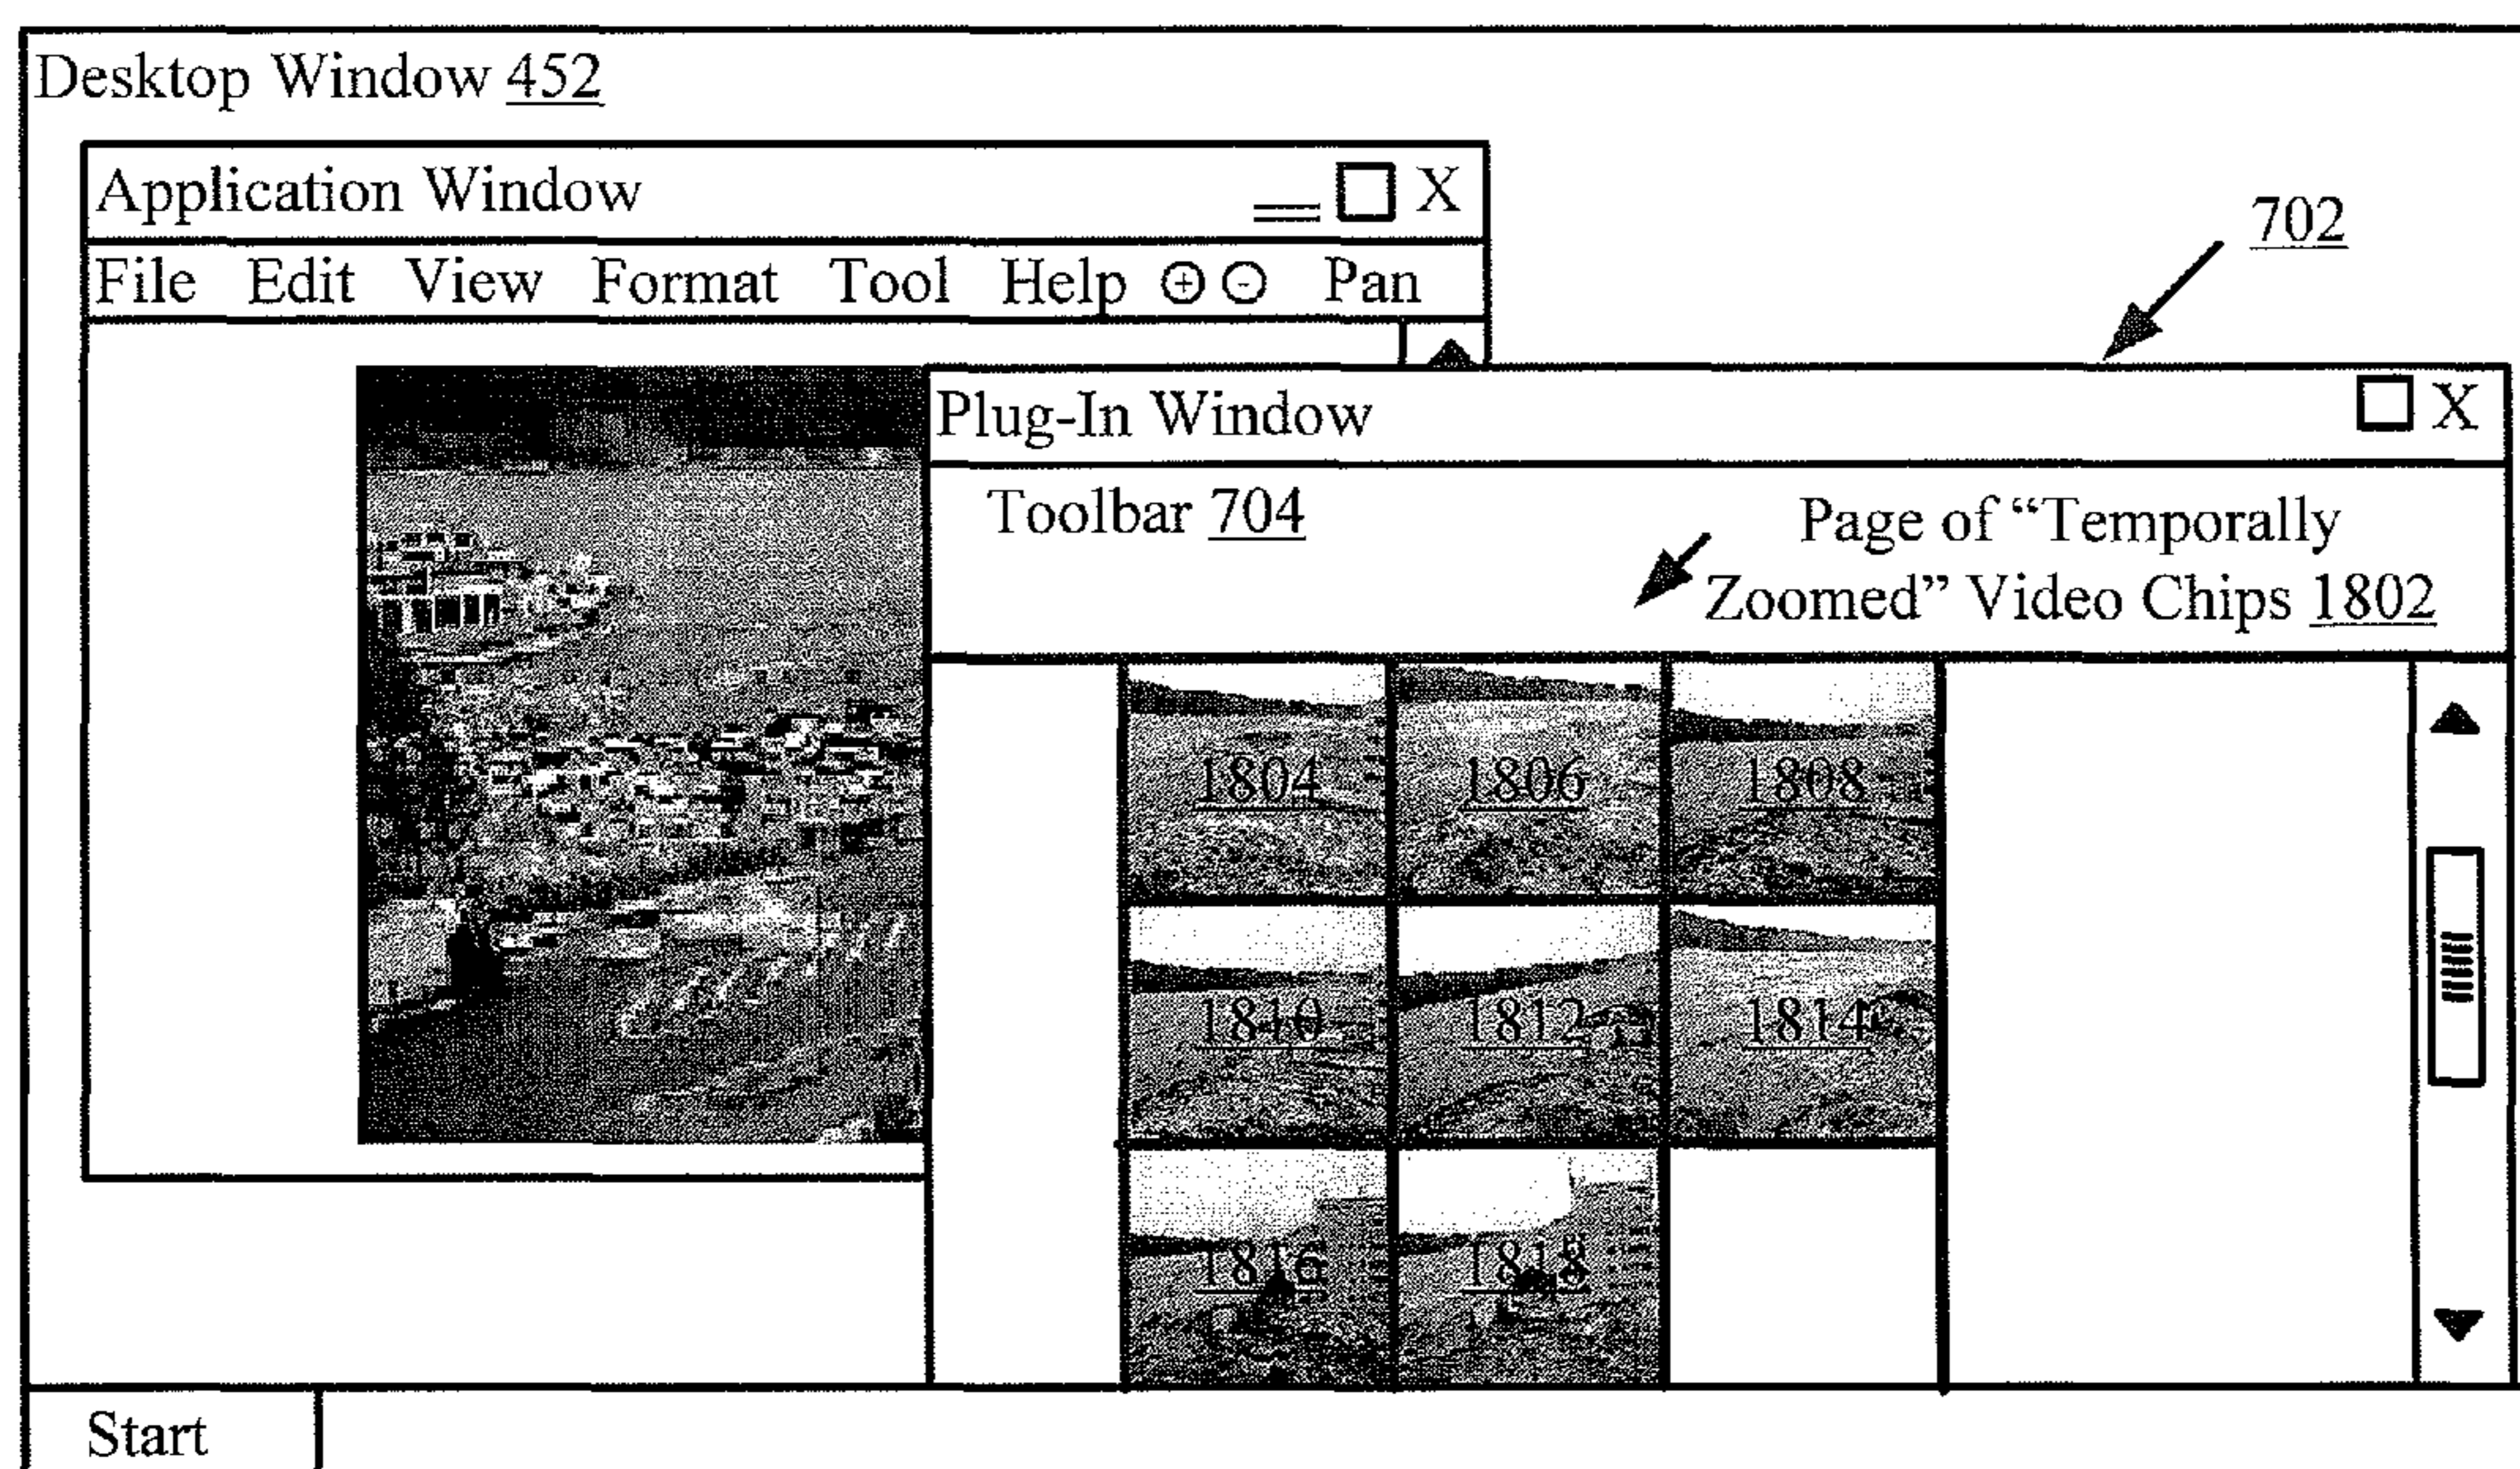 Desktop Window 452
Application Window X
File Edit View Format Tool Help + - Pan
702
Plug-In Window X
Toolbar 704
Page of “Temporally
Zoomed” Video Chips 1802
1804 1806 1808
1810 1812 1814
1816 1818
Start